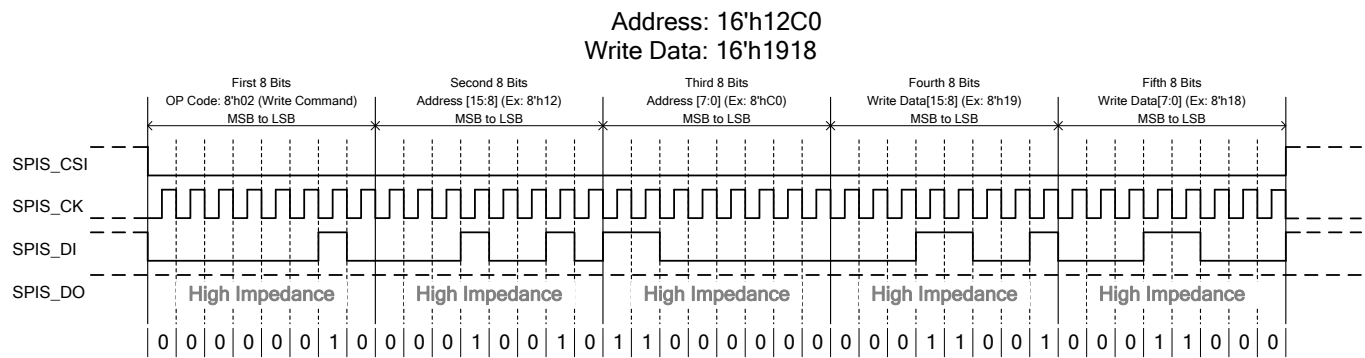 Address: 16'h12C0
Write Data: 16'h1918
First 8 Bits
OP Code: 8'h02 (Write Command)
MSB to LSB
Second 8 Bits
Address [15:8] (Ex: 8'h12)
MSB to LSB
Third 8 Bits
Address [7:0] (Ex: 8'hC0)
MSB to LSB
Fourth 8 Bits
Write Data[15:8] (Ex: 8'h19)
MSB to LSB
Fifth 8 Bits
Write Data[7:0] (Ex: 8'h18)
MSB to LSB
SPIS_CSI
SPIS_CK
SPIS_DI
SPIS_DO
High Impedance
High Impedance
High Impedance
High Impedance
High Impedance
0 0 0 0 0 0 1 0 0 0 0 1 0 0 1 0 1 1 0 0 0 0 0 0 0 0 0 1 1 0 0 1 0 0 0 1 1 0 0 0